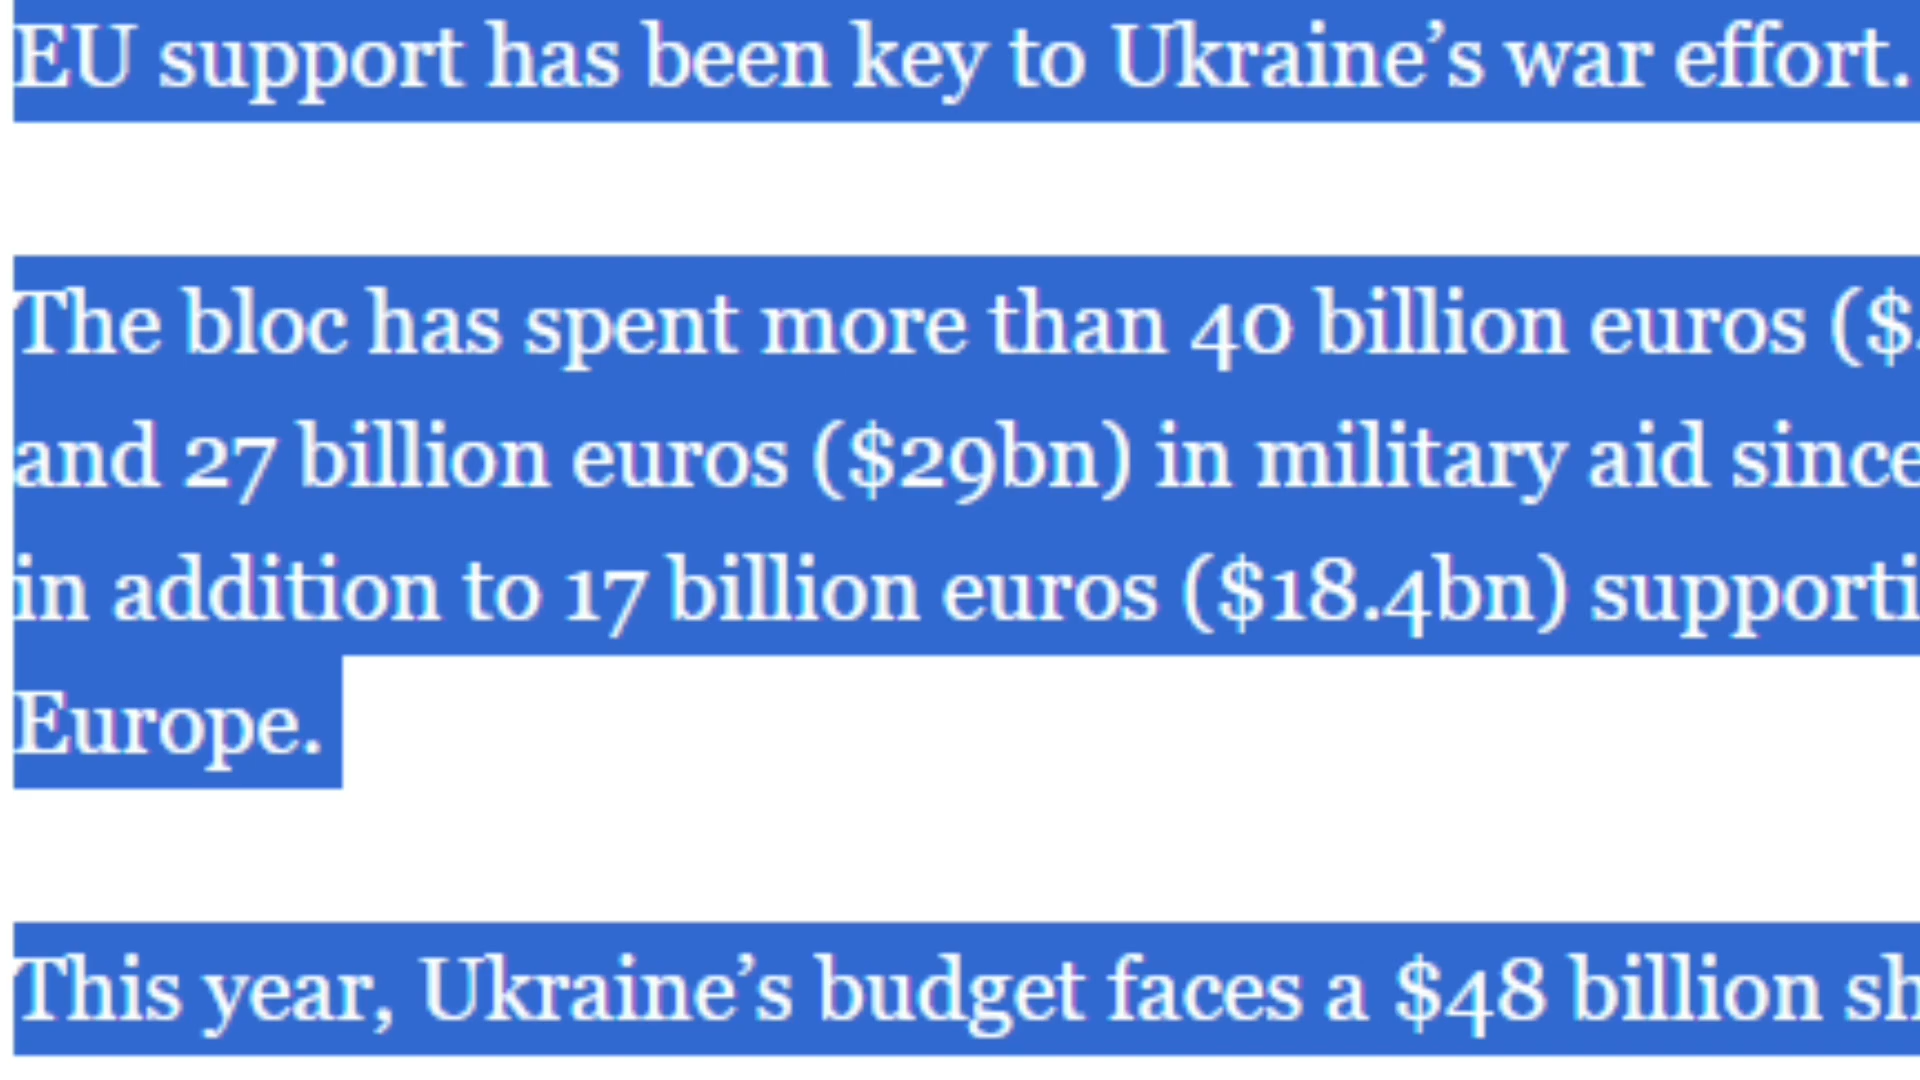 EU support has been key to Ukraine’s war effort.
The bloc has spent more than 40 billion euros ($
and 27 billion euros ($29bn) in military aid since
in addition to 17 billion euros ($18.4bn) supporti
Europe.
This year, Ukraine’s budget faces a $48 billion sh